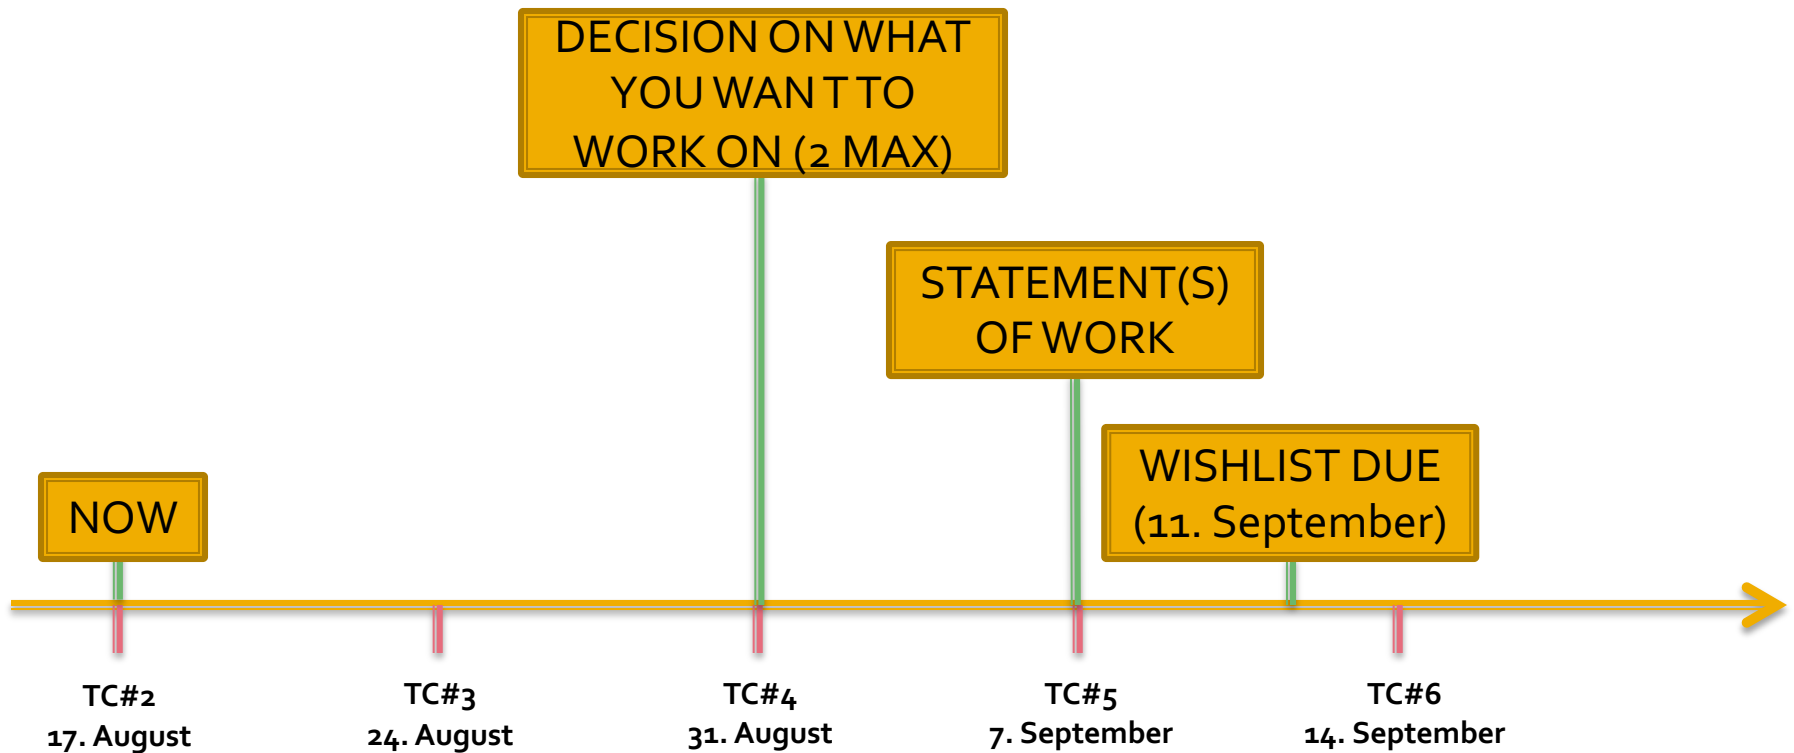 DECISION ON WHAT
YOU WAN T TO
WORK ON (2 MAX)
STATEMENT(S)
OF WORK
WISHLIST DUE
(11. September)
NOW
TC#2
17. August
TC#3
24. August
TC#4
31. August
TC#5
7. September
TC#6
14. September